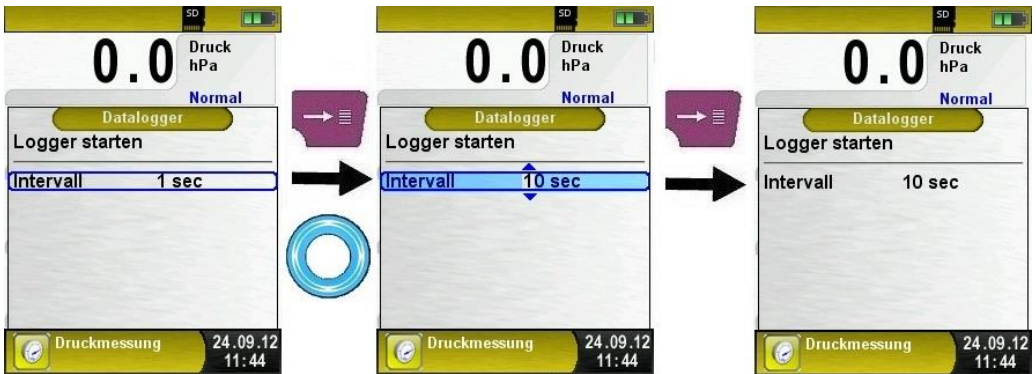 SD
0.0 Druck
hPa
Normal
Datalogger
Logger starten
Intervall 1 sec
Druckmessung 24.09.12
11:44
SD
0.0 Druck
hPa
Normal
Datalogger
Logger starten
Intervall 10 sec
Druckmessung 24.09.12
11:44
SD
0.0 Druck
hPa
Normal
Datalogger
Logger starten
Intervall 10 sec
Druckmessung 24.09.12
11:44